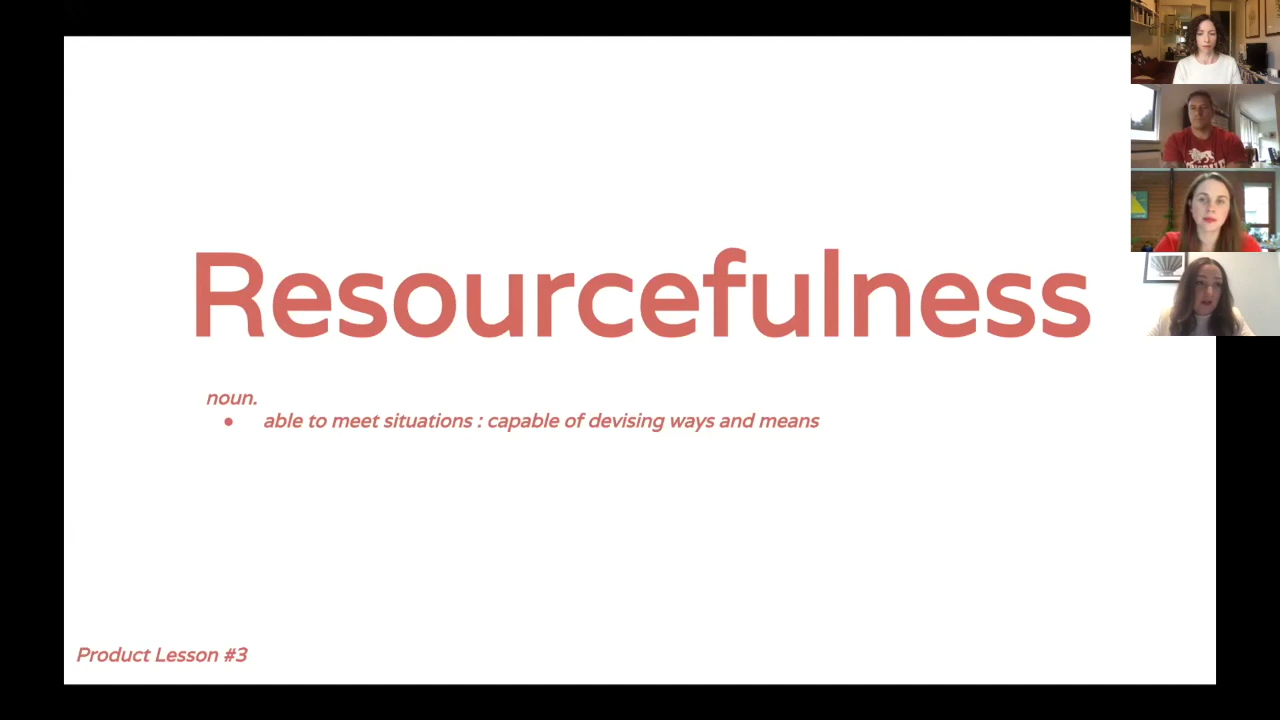 Resourcefulness
noun.
● able to meet situations : capable of devising ways and means
Product Lesson #3